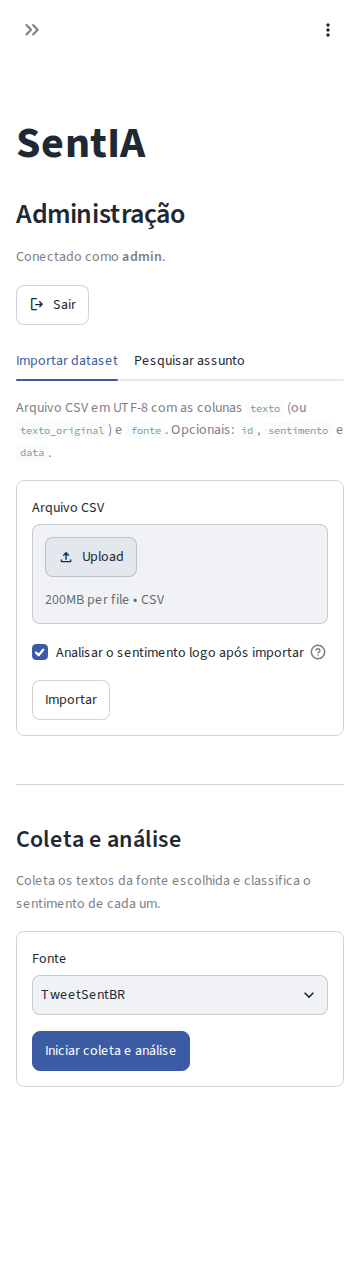 SentIA
Administração
Conectado como admin.
Sair
Importar dataset Pesquisar assunto
Arquivo CSV em UTF-8 com as colunas texto (ou
texto_original ) e fonte . Opcionais: id , sentimento e
data .
Arquivo CSV
Upload
200MB per file • CSV
Analisar o sentimento logo após importar
Importar
Coleta e análise
Coleta os textos da fonte escolhida e classifica o
sentimento de cada um.
Fonte
TweetSentBR
Iniciar coleta e análise